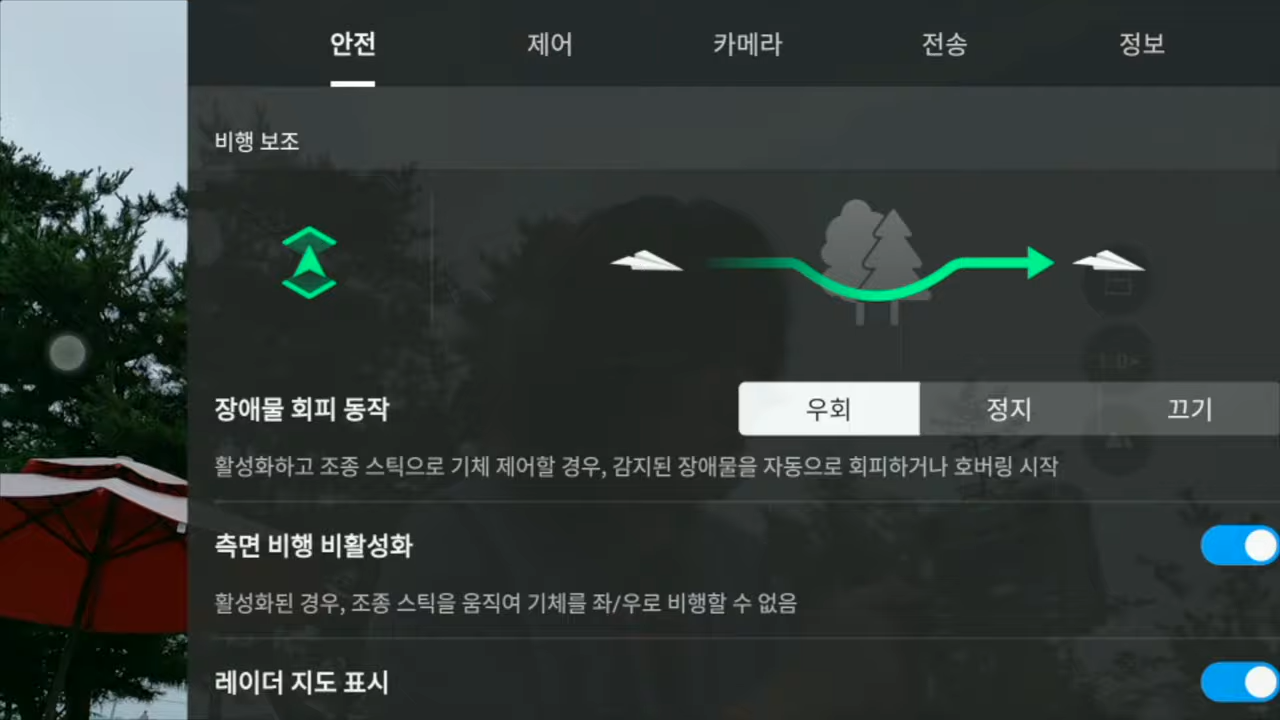 안전
제어
카메라
전송
정보
비행 보조
장애물 회피 동작
우회
정지
끄기
활성화하고 조종 스틱으로 기체 제어할 경우, 감지된 장애물을 자동으로 회피하거나 호버링 시작
측면 비행 비활성화
활성화된 경우, 조종 스틱을 움직여 기체를 좌/우로 비행할 수 없음
레이더 지도 표시